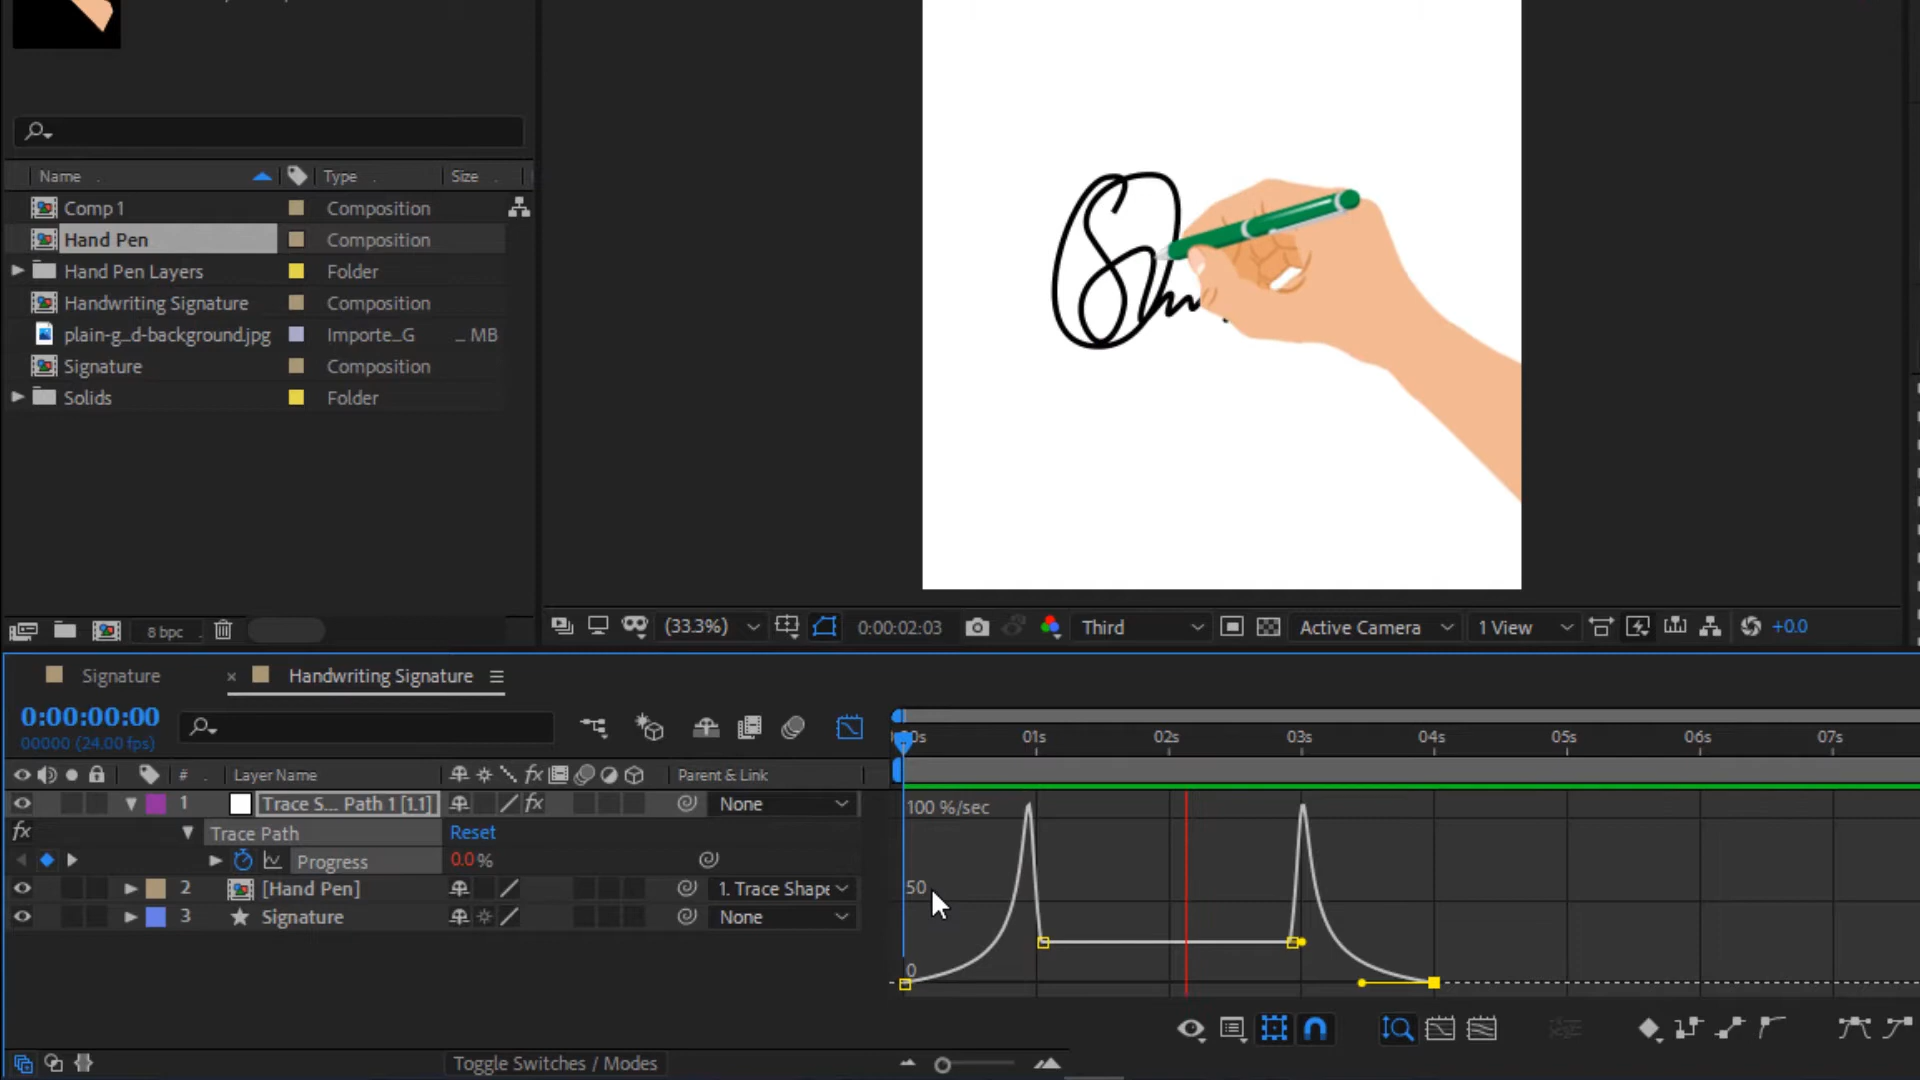 Name
Type
Size
Comp 1
Composition
Hand Pen
Composition
Hand Pen Layers
Folder
Handwriting Signature
Composition
plain-g...d-background.jpg
Importe...G
... MB
Signature
Composition
Solids
Folder
8 bpc
(33.3%)
0:00:02:03
Third
Active Camera
1 View
+0.0
Signature
× Handwriting Signature
0:00:00:00
00000 (24.00 fps)
00s 01s 02s 03s 04s 05s 06s 07s
# Layer Name
fx
Parent & Link
1 Trace S... Path 1 [1.1]
fx
None
fx Trace Path
Reset
Progress
0.0 %
2 [Hand Pen]
1. Trace Shape
3 Signature
None
100 %/sec
50
0
Toggle Switches / Modes